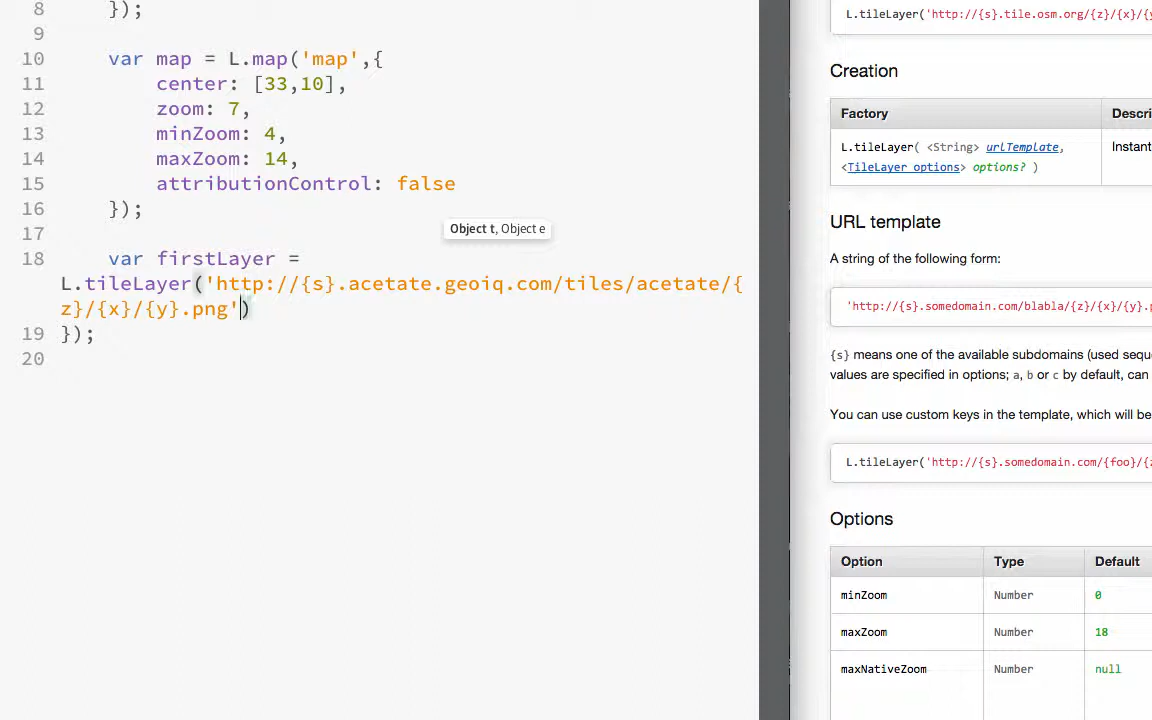 8 });
9
10 var map = L.map('map',{
11 center: [33,10],
12 zoom: 7,
13 minZoom: 4,
14 maxZoom: 14,
15 attributionControl: false
16 });
Object t, Object e
17
18 var firstLayer =
L.tileLayer('http://{s}.acetate.geoiq.com/tiles/acetate/{
z}/{x}/{y}.png')
19 });
20
L.tileLayer('http://{s}.tile.osm.org/{z}/{x}/{y
Creation
Factory Descri
L.tileLayer( <String> urlTemplate, Instant
<TileLayer options> options? )
URL template
A string of the following form:
'http://{s}.somedomain.com/blabla/{z}/{x}/{y}.p
{s} means one of the available subdomains (used sequ
values are specified in options; a, b or c by default, can
You can use custom keys in the template, which will be
L.tileLayer('http://{s}.somedomain.com/{foo}/{z
Options
Option Type Default
minZoom Number 0
maxZoom Number 18
maxNativeZoom Number null